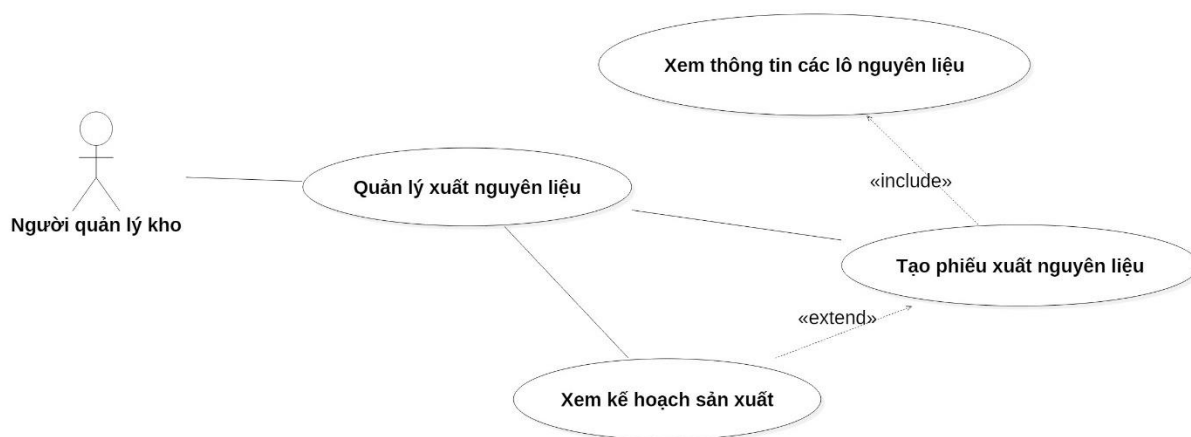 Xem thông tin các lô nguyên liệu
«include»
Quản lý xuất nguyên liệu
Người quản lý kho
Tạo phiếu xuất nguyên liệu
«extend»
Xem kế hoạch sản xuất